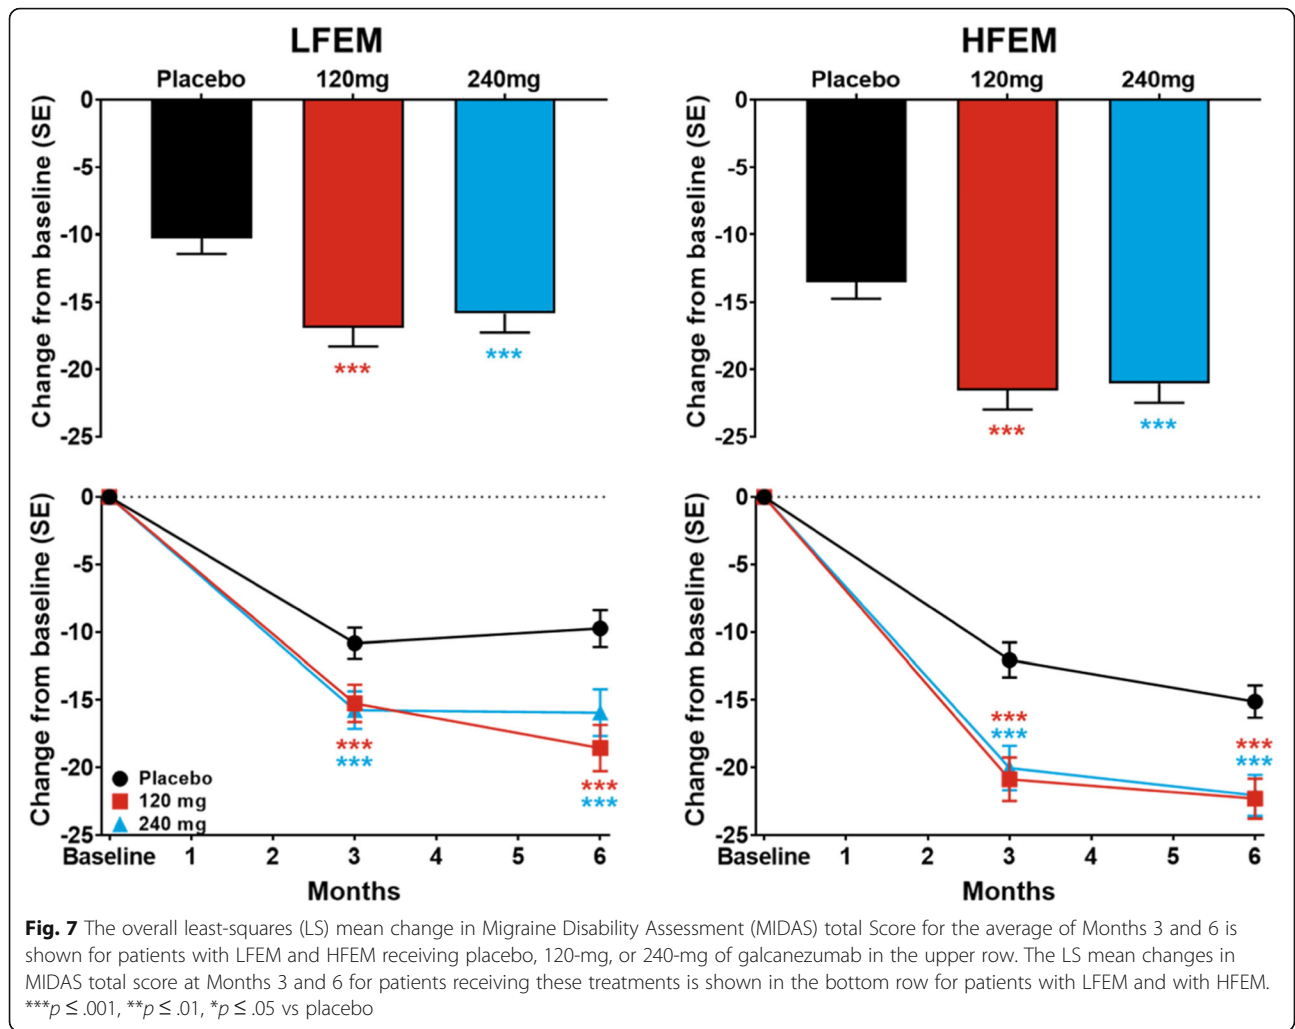 LFEM
Placebo 120mg 240mg
0
-5
-10
-15
-20
-25
Change from baseline (SE)
***
***
HFEM
Placebo 120mg 240mg
0
-5
-10
-15
-20
-25
Change from baseline (SE)
***
***
0
-5
-10
-15
-20
-25
Change from baseline (SE)
***
***
***
***
Placebo
120 mg
240 mg
Baseline 1 2 3 4 5 6
Months
0
-5
-10
-15
-20
-25
Change from baseline (SE)
***
***
***
***
Baseline 1 2 3 4 5 6
Months
Fig. 7 The overall least-squares (LS) mean change in Migraine Disability Assessment (MIDAS) total Score for the average of Months 3 and 6 is
shown for patients with LFEM and HFEM receiving placebo, 120-mg, or 240-mg of galcanezumab in the upper row. The LS mean changes in
MIDAS total score at Months 3 and 6 for patients receiving these treatments is shown in the bottom row for patients with LFEM and with HFEM.
***p ≤ .001, **p ≤ .01, *p ≤ .05 vs placebo